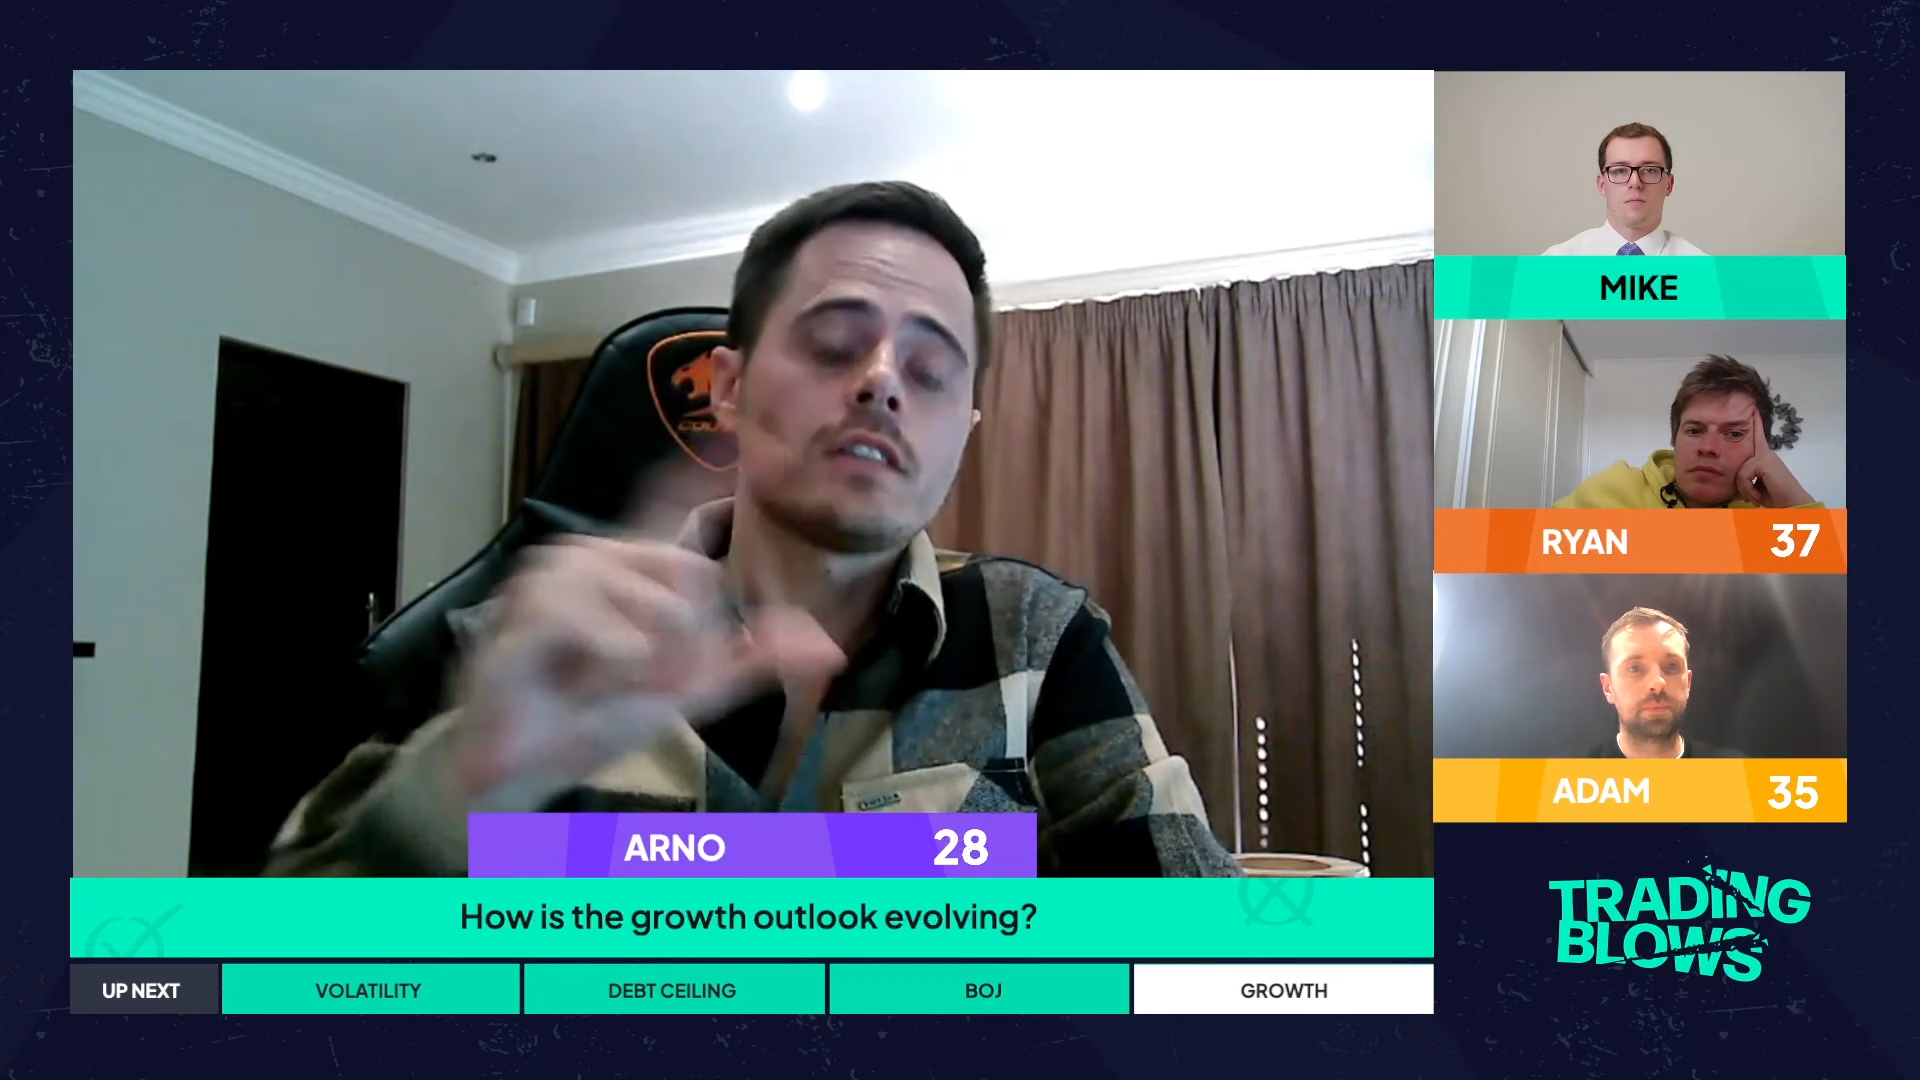 MIKE
RYAN 37
ADAM 35
ARNO 28
How is the growth outlook evolving?
UP NEXT VOLATILITY DEBT CEILING BOJ GROWTH
TRADING
BLOWS